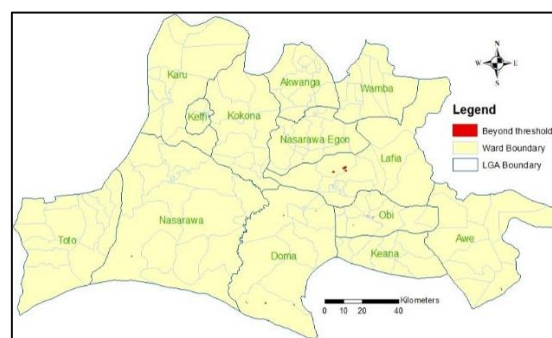 Karu
Akwanga
Wamba
Keffi
Kokona
Nasarawa Egon
Lafia
Nasarawa
Toto
Doma
Obi
Keana
Awe
N
W
E
S
Legend
Beyond threshold
Ward Boundary
LGA Boundary
Kilometers
0 10 20 40